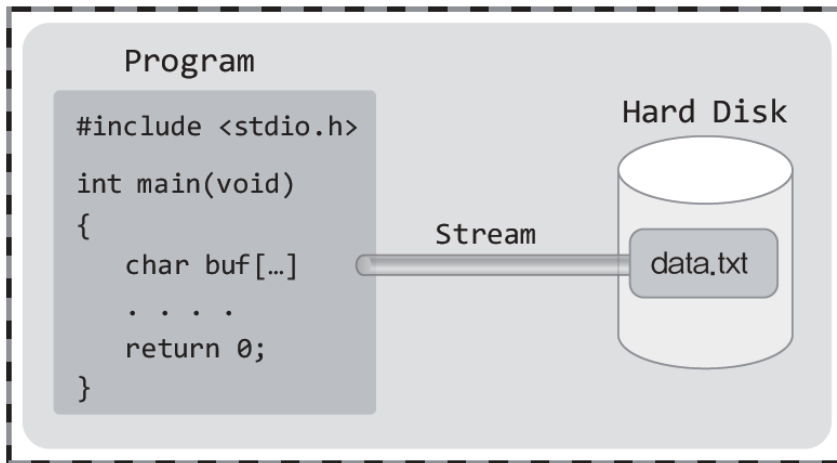 Program
#include <stdio.h>
int main(void)
{
char buf[…]
. . . .
return 0;
}
Stream
Hard Disk
data.txt